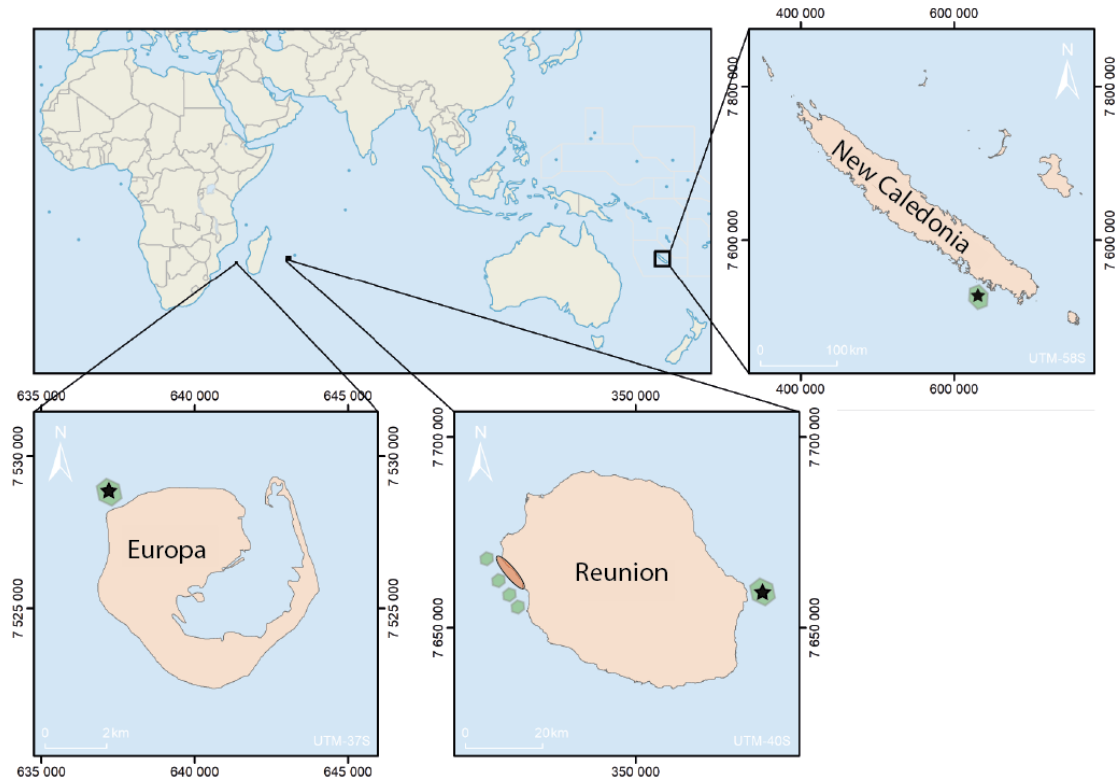 400 000 600 000
N
7 800 000
7 800 000
New Caledonia
7 600 000
7 600 000
0 100 km
UTM-58S
400 000 600 000
635 000 640 000 645 000
N
7 530 000
7 530 000
Europa
7 525 000
7 525 000
0 2 km
UTM-37S
635 000 640 000 645 000
350 000
N
7 700 000
7 700 000
Reunion
7 650 000
7 650 000
0 20 km
UTM-40S
350 000